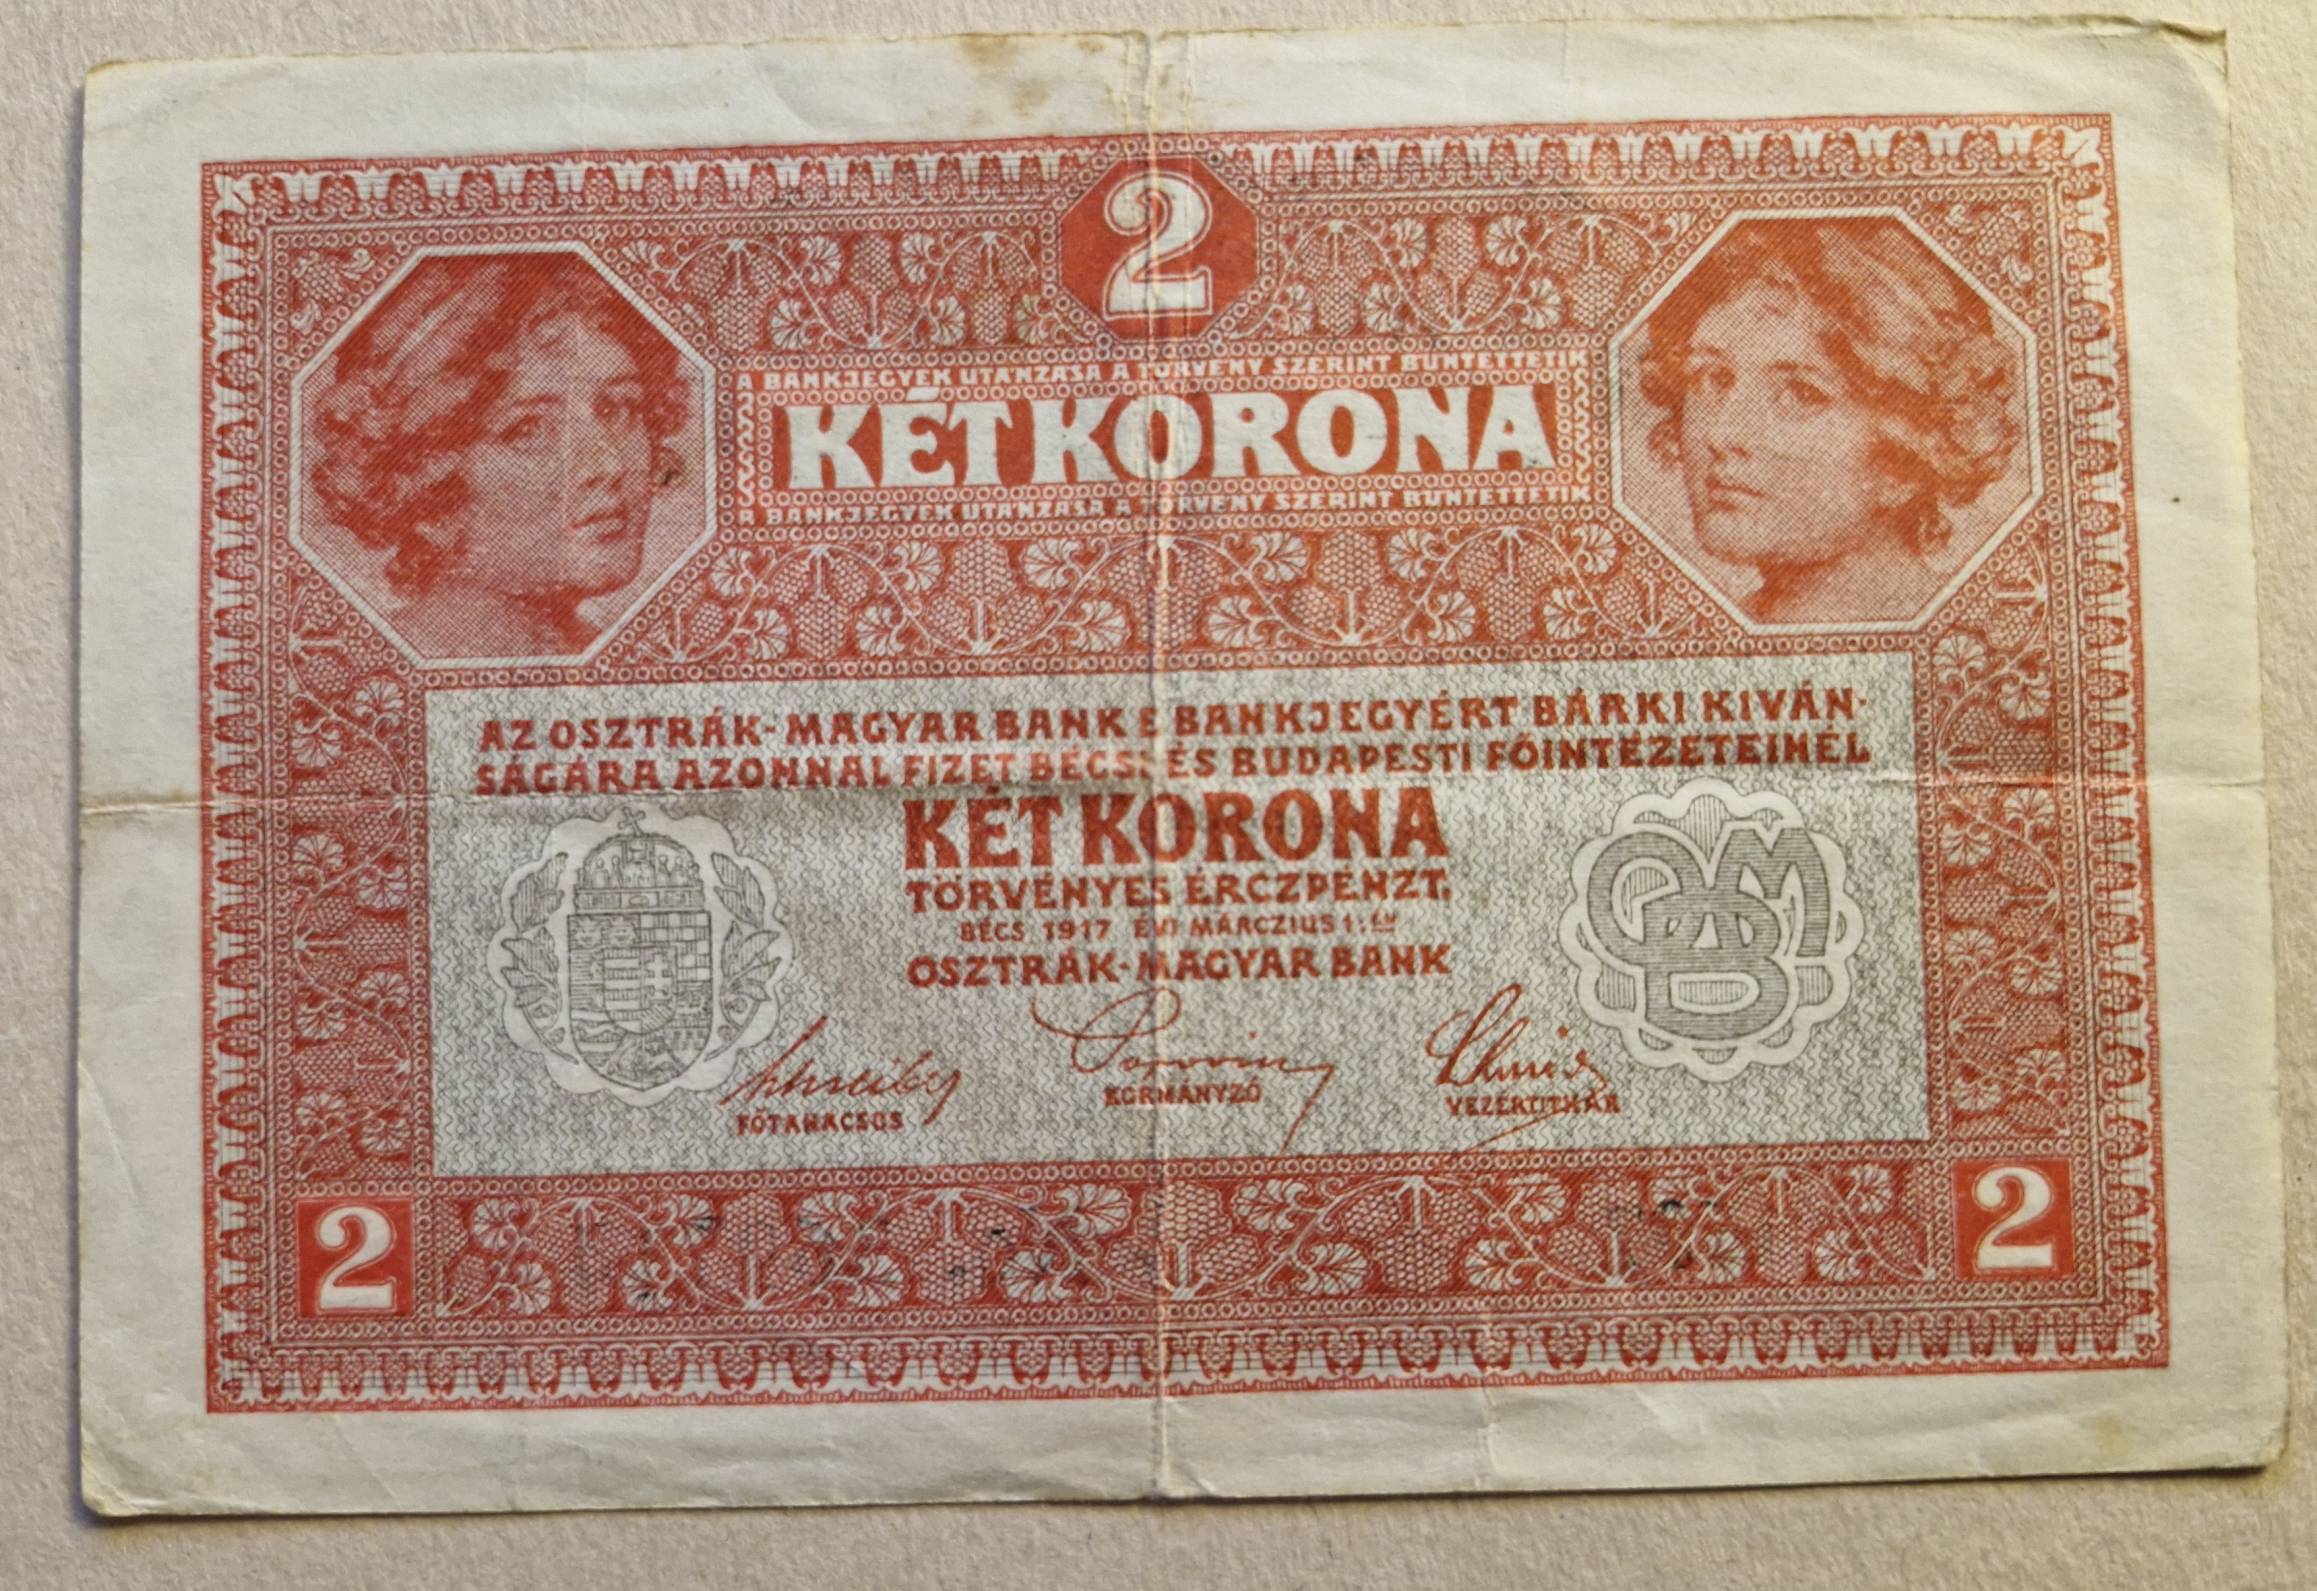 2
A BANKJEGYEK UTÁNZÁSA A TÖRVÉNY SZERINT BÜNTETTETIK
KÉT KORONA
A BANKJEGYEK UTÁNZÁSA A TÖRVÉNY SZERINT BÜNTETTETIK
AZ OSZTRÁK-MAGYAR BANK E BANKJEGYÉRT BÁRKI KIVÁN-
SÁGÁRA AZONNAL FIZET BÉCSI ÉS BUDAPESTI FŐINTÉZETEINÉL
KÉT KORONA
TÖRVÉNYES ÉRCZPÉNZT.
BÉCS 1917 ÉVI MÁRCZIUS 1-ÉN
OSZTRÁK-MAGYAR BANK
FŐTANÁCSOS
KORMÁNYZÓ
VEZÉRTITKÁR
2
2